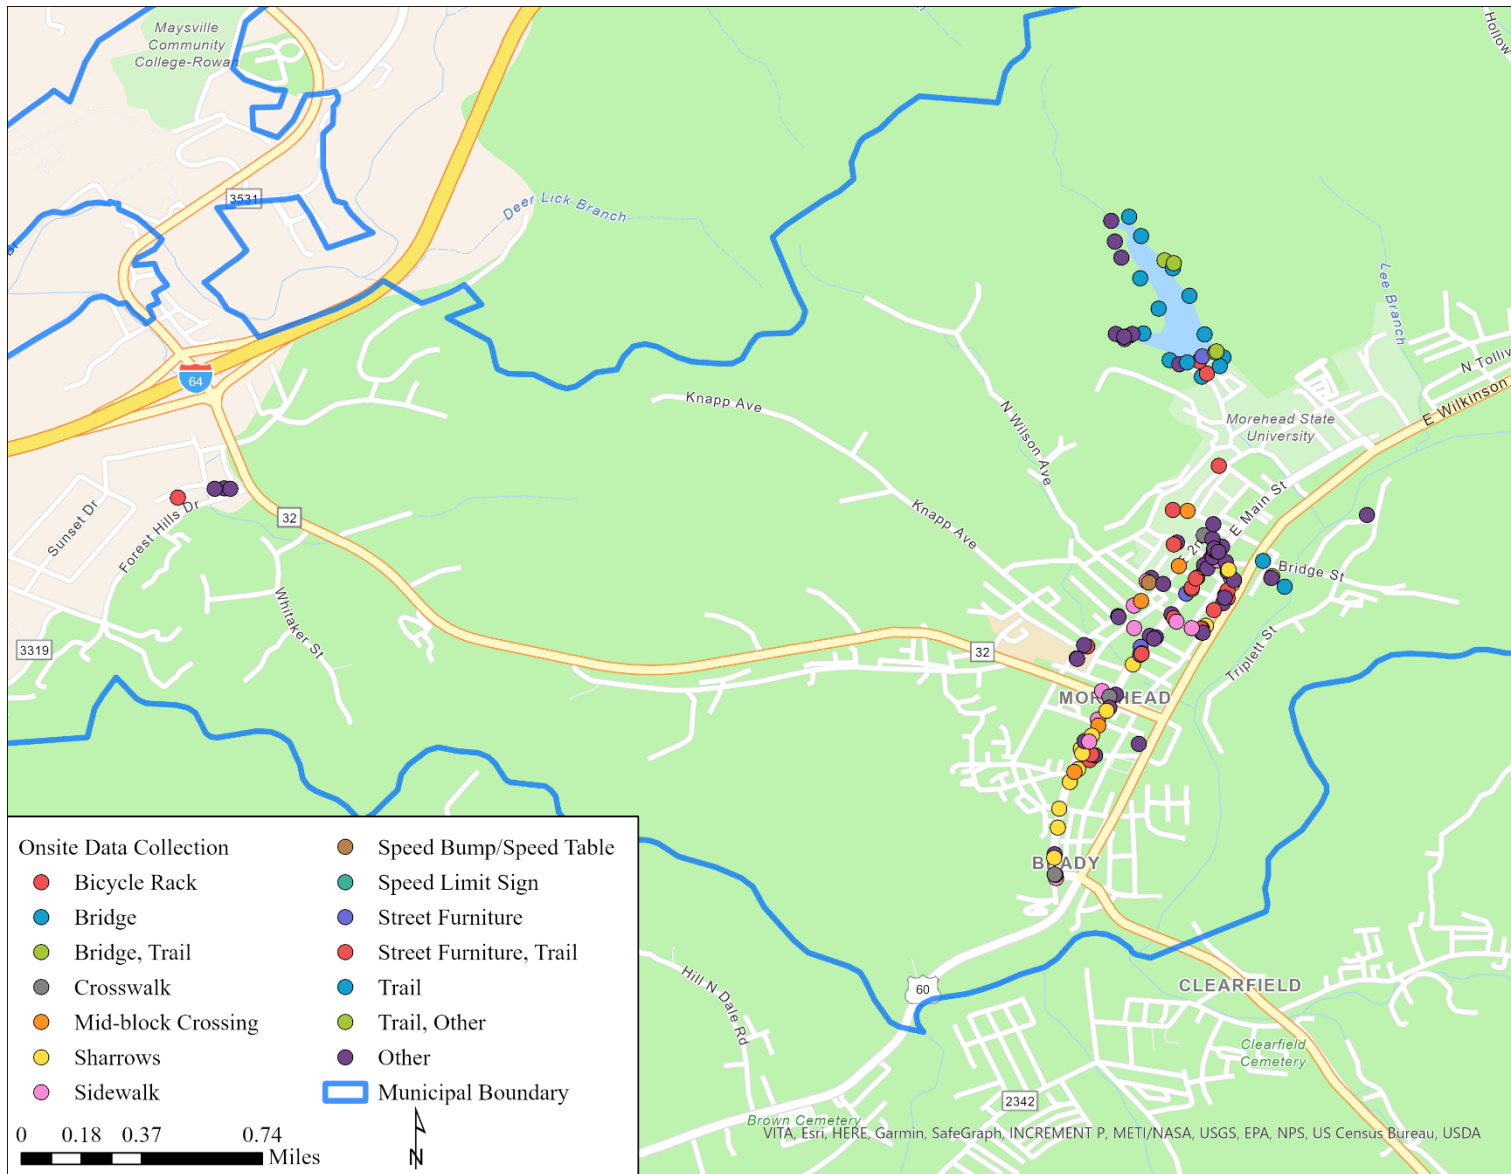 Maysville
Community
College-Rowan
3531
Deer Lick Branch
Lee Branch
Hollow
64
Knapp Ave
N Wilson Ave
Morehead State
University
E Wilkinson
Knapp Ave
E Main St
Sunset Dr
Forest Hills Dr
32
Bridge St
Whitaker St
3319
32
Triplett St
MOREHEAD
BRADY
60
CLEARFIELD
Hill N Dale Rd
Clearfield
Cemetery
2342
Brown Cemetery
Onsite Data Collection
Bicycle Rack
Bridge
Bridge, Trail
Crosswalk
Mid-block Crossing
Sharrows
Sidewalk
Speed Bump/Speed Table
Speed Limit Sign
Street Furniture
Street Furniture, Trail
Trail
Trail, Other
Other
Municipal Boundary
0 0.18 0.37 0.74
Miles
N
VITA, Esri, HERE, Garmin, SafeGraph, INCREMENT P, METI/NASA, USGS, EPA, NPS, US Census Bureau, USDA